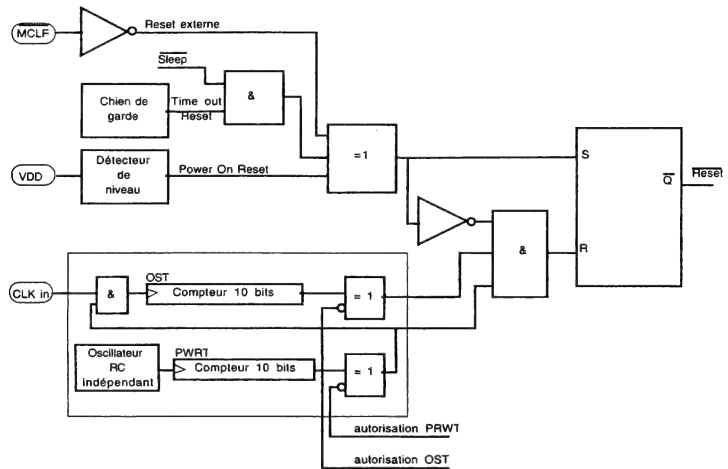 MCLF
Reset externe
Sleep
Chien de
garde
Time out
Reset
&
=1
VDD
Détecteur
de
niveau
Power On Reset
S
Q
Reset
&
R
CLK in
&
OST
Compteur 10 bits
= 1
Oscillateur
RC
indépendant
PWRT
Compteur 10 bits
= 1
autorisation PRWT
autorisation OST